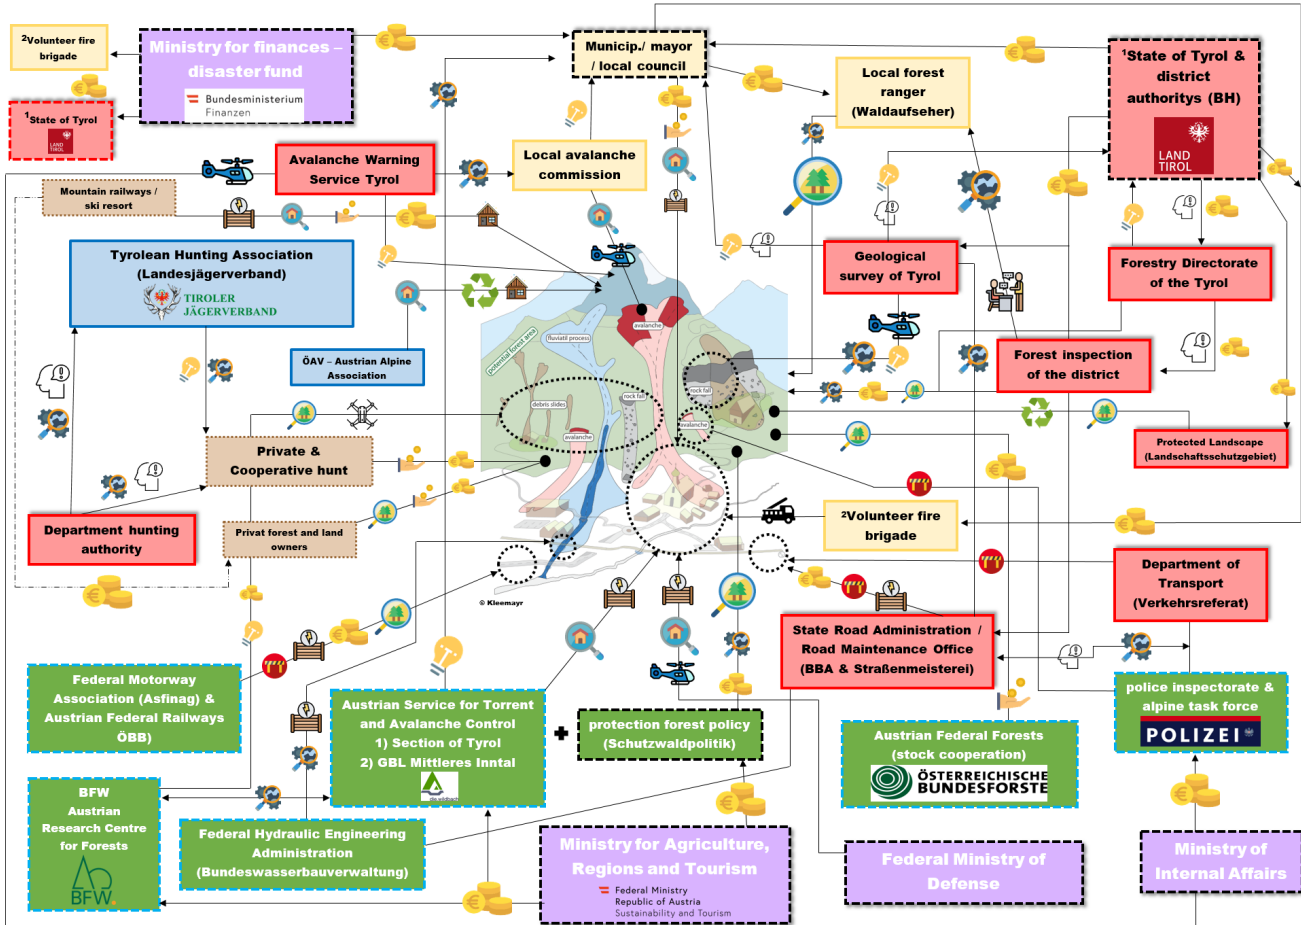 ²Volunteer fire
brigade
Ministry for finances –
disaster fund
Bundesministerium
Finanzen
Municip./ mayor
/ local council
Local forest
ranger
(Waldaufseher)
¹State of Tyrol &
district
authoritys (BH)
LAND
TIROL
¹State of Tyrol
LAND
TIROL
Avalanche Warning
Service Tyrol
Local avalanche
commission
Mountain railways /
ski resort
Tyrolean Hunting Association
(Landesjägerverband)
TIROLER
JÄGERVERBAND
Geological
survey of Tyrol
Forestry Directorate
of the Tyrol
ÖAV – Austrian Alpine
Association
Forest inspection
of the district
potential forest area
fluviatil process
avalanche
debris slides
rock fall
rock fall
avalanche
avalanche
Private &
Cooperative hunt
Protected Landscape
(Landschaftsschutzgebiet)
Department hunting
authority
Privat forest and land
owners
²Volunteer fire
brigade
Department of
Transport
(Verkehrsreferat)
© Kleemayr
State Road Administration /
Road Maintenance Office
(BBA & Straßenmeisterei)
Federal Motorway
Association (Asfinag) &
Austrian Federal Railways
ÖBB)
Austrian Service for Torrent
and Avalanche Control
1) Section of Tyrol
2) GBL Mittleres Inntal
die.wildbach
protection forest policy
(Schutzwaldpolitik)
Austrian Federal Forests
(stock cooperation)
ÖSTERREICHISCHE
BUNDESFORSTE
police inspectorate &
alpine task force
POLIZEI
BFW
Austrian
Research Centre
for Forests
BFW.
Federal Hydraulic Engineering
Administration
(Bundeswasserbauverwaltung)
Ministry for Agriculture,
Regions and Tourism
Federal Ministry
Republic of Austria
Sustainability and Tourism
Federal Ministry of
Defense
Ministry of
Internal Affairs